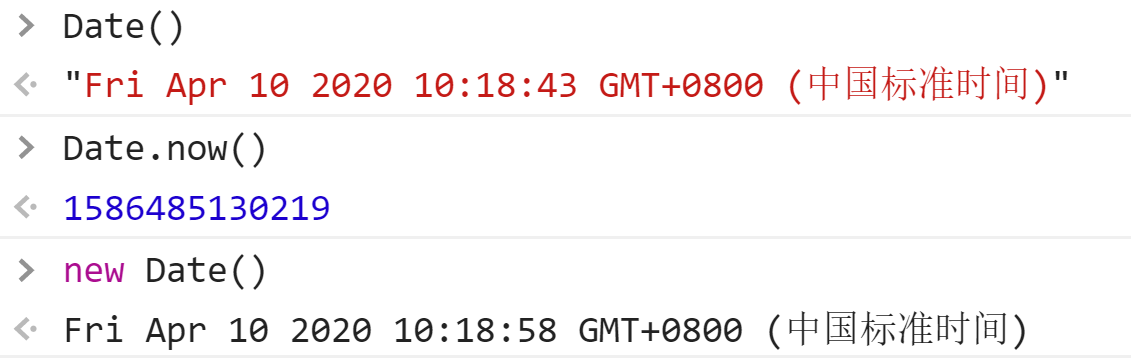 Date()
"Fri Apr 10 2020 10:18:43 GMT+0800 (中国标准时间)"
Date.now()
1586485130219
new Date()
Fri Apr 10 2020 10:18:58 GMT+0800 (中国标准时间)